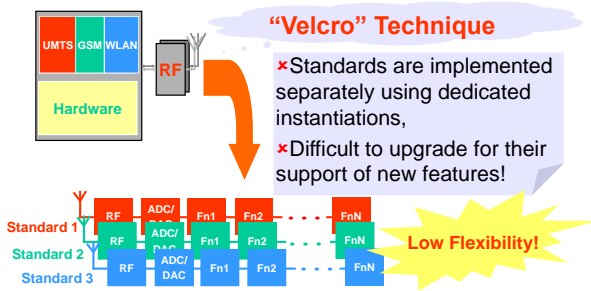 “Velcro” Technique
UMTS GSM WLAN
RF
Hardware
×Standards are implemented
separately using dedicated
instantiations,
×Difficult to upgrade for their
support of new features!
Standard 1
RF ADC/ Fn1 Fn2 FnN
DAC
Standard 2
RF ADC/ Fn1 Fn2 FnN
DAC
Standard 3
RF ADC/ Fn1 Fn2 FnN
DAC
Low Flexibility!